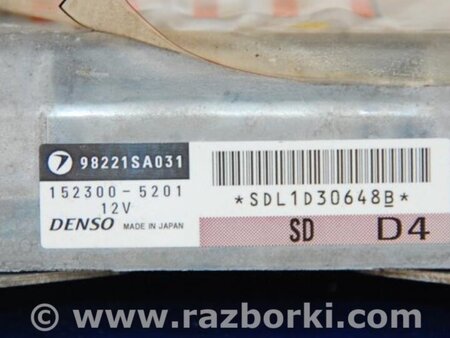 98221SA031
152300-5201
12V
DENSO MADE IN JAPAN
*SDL1D30648B*
SD D4
© www.razborki.com